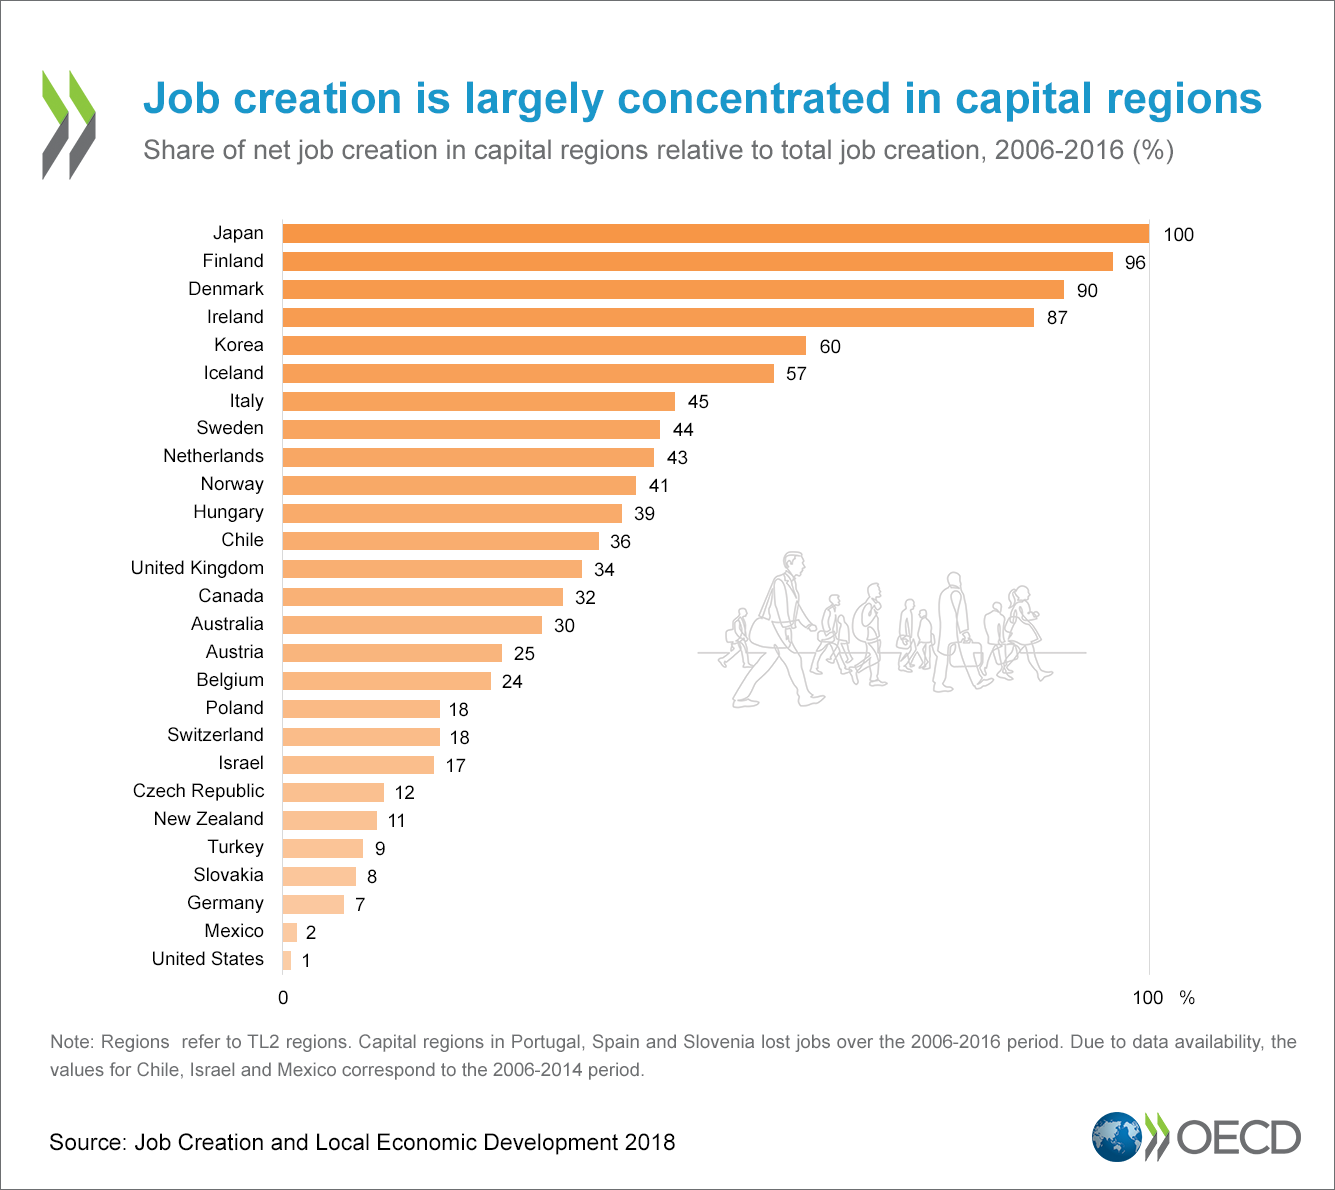 Job creation is largely concentrated in capital regions
Share of net job creation in capital regions relative to total job creation, 2006-2016 (%)
Japan 100
Finland 96
Denmark 90
Ireland 87
Korea 60
Iceland 57
Italy 45
Sweden 44
Netherlands 43
Norway 41
Hungary 39
Chile 36
United Kingdom 34
Canada 32
Australia 30
Austria 25
Belgium 24
Poland 18
Switzerland 18
Israel 17
Czech Republic 12
New Zealand 11
Turkey 9
Slovakia 8
Germany 7
Mexico 2
United States 1
0 100 %
Note: Regions refer to TL2 regions. Capital regions in Portugal, Spain and Slovenia lost jobs over the 2006-2016 period. Due to data availability, the
values for Chile, Israel and Mexico correspond to the 2006-2014 period.
Source: Job Creation and Local Economic Development 2018
OECD